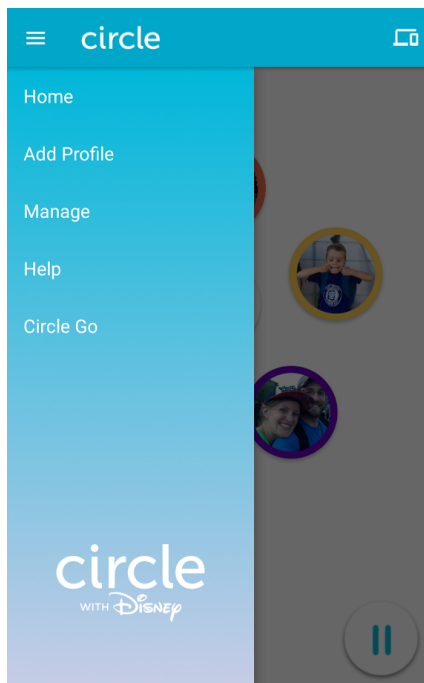 circle
Home
Add Profile
Manage
Help
Circle Go
circle
WITH Disney